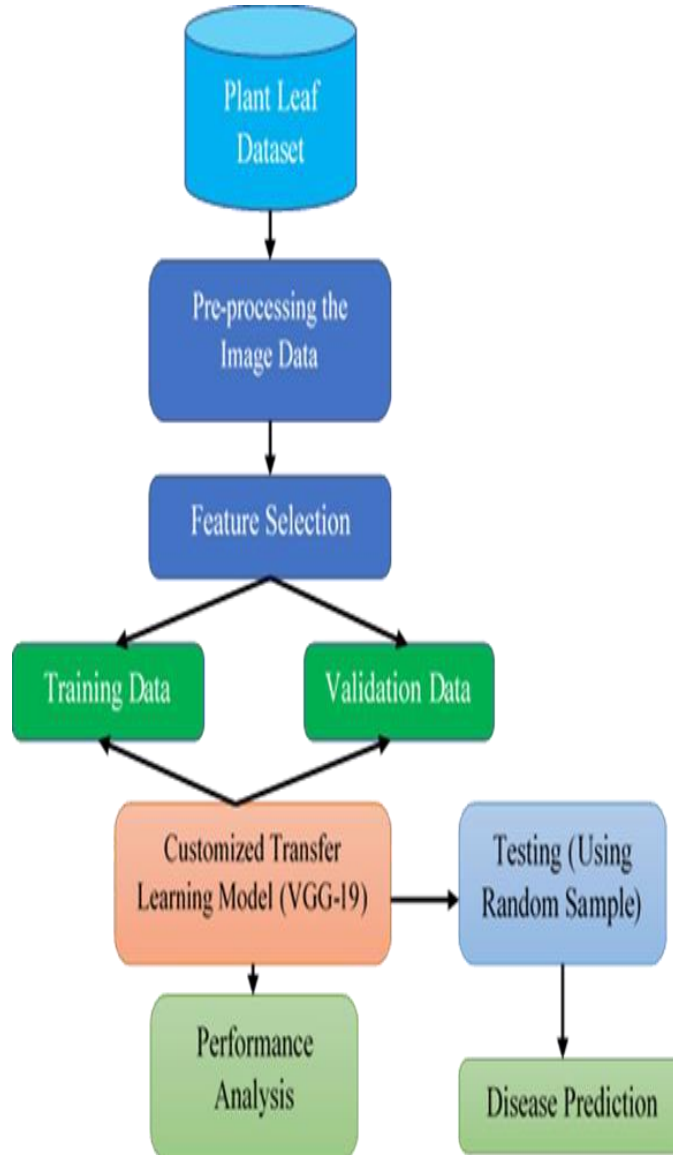 Plant Leaf
Dataset
Pre-processing the
Image Data
Feature Selection
Training Data
Validation Data
Customized Transfer
Learning Model (VGG-19)
Testing (Using
Random Sample)
Performance
Analysis
Disease Prediction